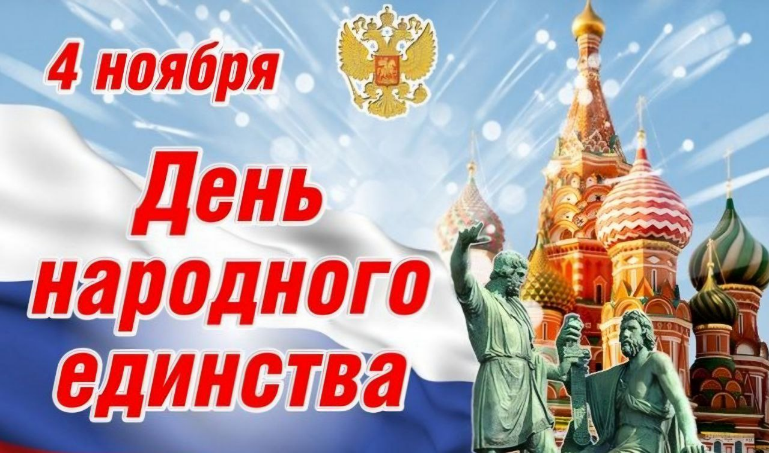 4 ноября
День
народного
единства